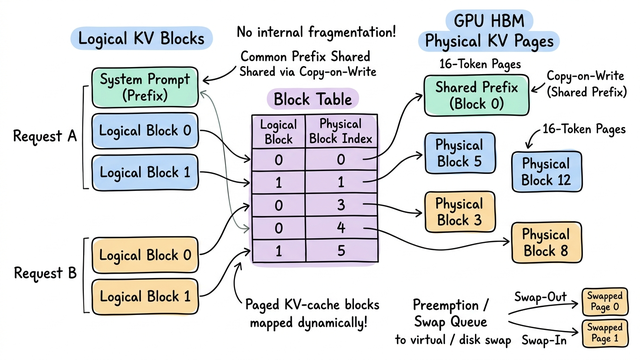 Logical KV Blocks
No internal fragmentation!
Common Prefix Shared
Shared via Copy-on-Write
GPU HBM
Physical KV Pages
16-Token Pages
System Prompt
(Prefix)
Request A
Logical Block 0
Logical Block 1
Request B
Logical Block 0
Logical Block 1
Block Table
Logical
Block
Physical
Block Index
0 0
1 1
0 3
0 4
1 5
Paged KV-cache blocks
mapped dynamically!
Shared Prefix
(Block 0)
Copy-on-Write
(Shared Prefix)
16-Token Pages
Physical
Block 5
Physical
Block 12
Physical
Block 3
Physical
Block 8
Preemption /
Swap Queue
to virtual / disk swap
Swap-Out
Swap-In
Swapped
Page 0
Swapped
Page 1